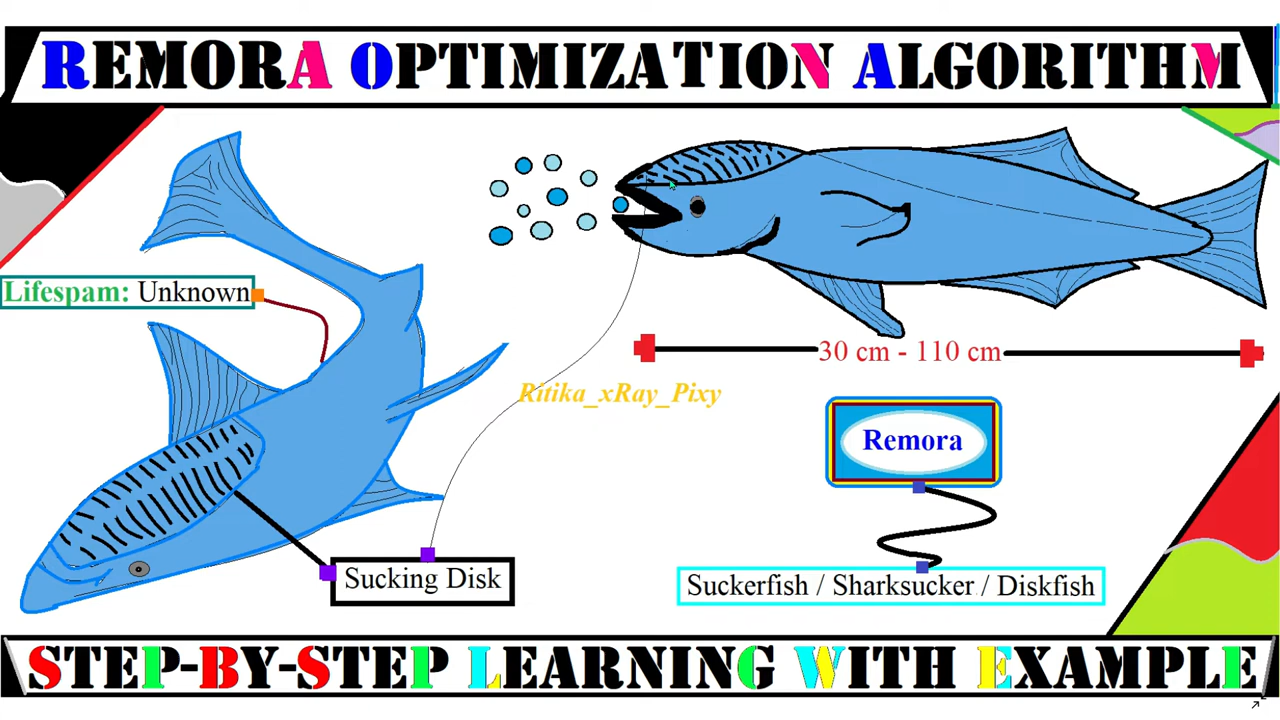 REMORA OPTIMIZATION ALGORITHM
Lifespam: Unknown
30 cm - 110 cm
Ritika_xRay_Pixy
Remora
Sucking Disk
Suckerfish / Sharksucker / Diskfish
STEP-BY-STEP LEARNING WITH EXAMPLE